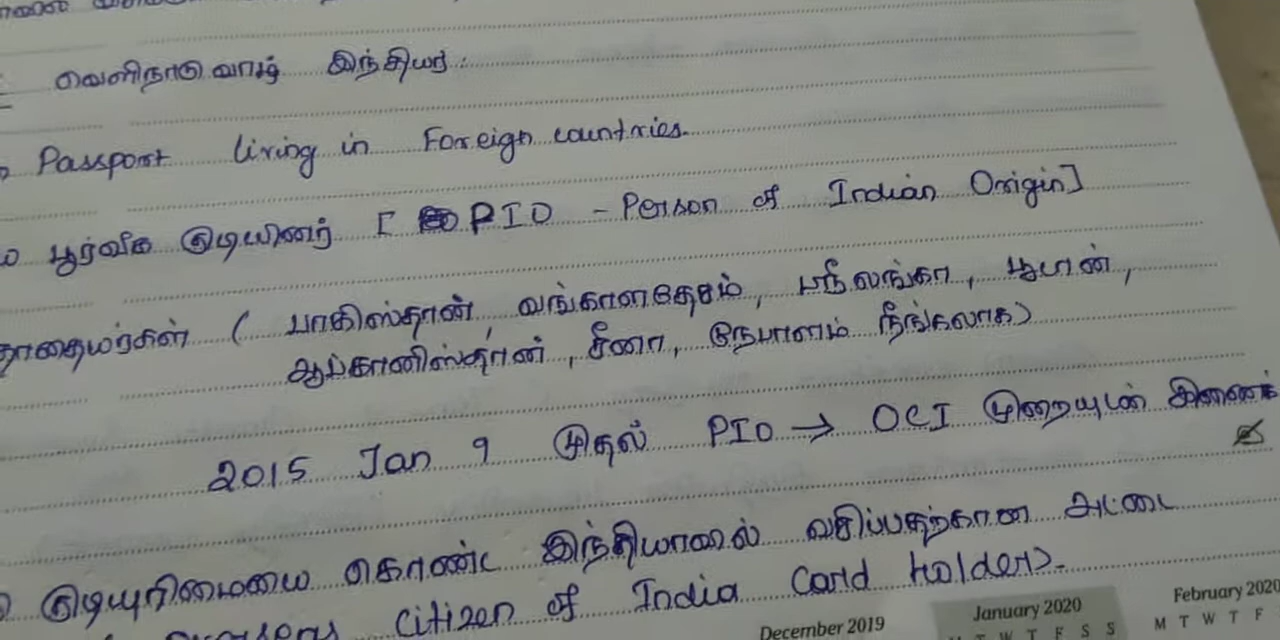 வெளிநாடு வாழ் இந்தியர்.
Passport living in Foreign countries.
பூர்வீக குடியினர் [ PIO - Person of Indian Origin]
( பாகிஸ்தான், வங்காளதேசம், ஸ்ரீலங்கா, பூடான்,
ஆப்கானிஸ்தான், சீனா, நேபாளம் நீங்கலாக)
2015 Jan 9 முதல் PIO → OCI முறையுடன்
குடியுரிமையை கொண்ட இந்தியாவில் வசிப்பதற்கான அட்டை
Citizen of India Card holder).
December 2019
January 2020
T W T F S S
February 2020
M T W T F